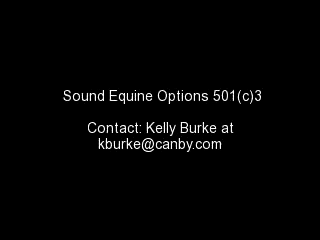 Sound Equine Options 501(c)3
Contact: Kelly Burke at
kburke@canby.com